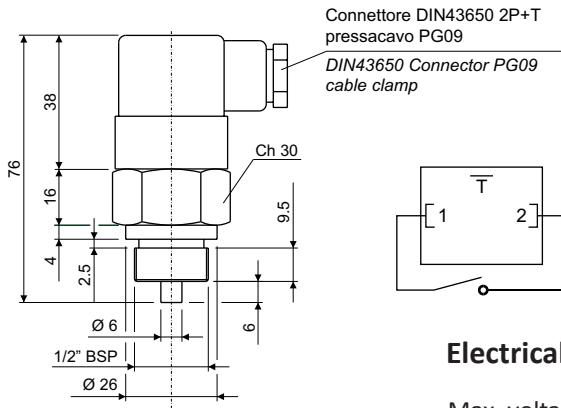 Connettore DIN43650 2P+T
pressacavo PG09
DIN43650 Connector PG09
cable clamp
38
76
Ch 30
16
9.5
4
2.5
T
1 2
Ø 6
6
1/2" BSP
Ø 26
Electrical